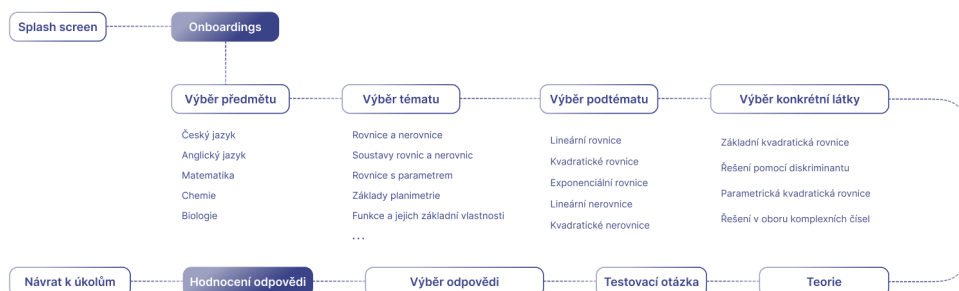 Splash screen
Onboardings
Výběr předmětu
Výběr tématu
Výběr podtématu
Výběr konkrétní látky
Český jazyk
Anglický jazyk
Matematika
Chemie
Biologie
Rovnice a nerovnice
Soustavy rovnic a nerovnic
Rovnice s parametrem
Základy planimetrie
Funkce a jejich základní vlastnosti
...
Lineární rovnice
Kvadratické rovnice
Exponenciální rovnice
Lineární nerovnice
Kvadratické nerovnice
Základní kvadratická rovnice
Řešení pomocí diskriminantu
Parametrická kvadratická rovnice
Řešení v oboru komplexních čísel
Návrat k úkolům
Hodnocení odpovědi
Výběr odpovědi
Testovací otázka
Teorie